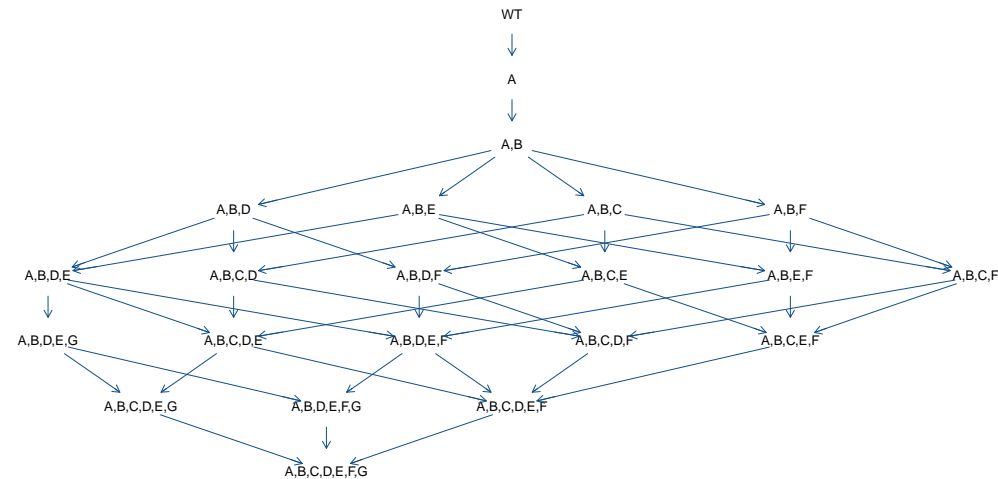 WT
A
A,B
A,B,D
A,B,E
A,B,C
A,B,F
A,B,D,E
A,B,C,D
A,B,D,F
A,B,C,E
A,B,E,F
A,B,C,F
A,B,D,E,G
A,B,C,D,E
A,B,D,E,F
A,B,C,D,F
A,B,C,E,F
A,B,C,D,E,G
A,B,D,E,F,G
A,B,C,D,E,F
A,B,C,D,E,F,G